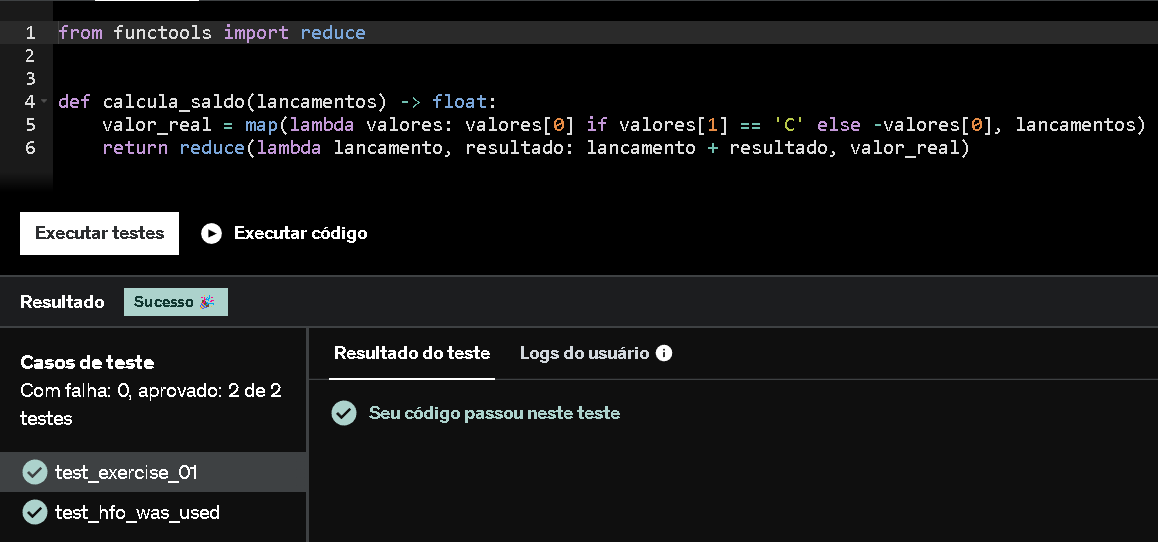 1 from functools import reduce
2
3
4 def calcula_saldo(lancamentos) -> float:
5 valor_real = map(lambda valores: valores[0] if valores[1] == 'C' else -valores[0], lancamentos)
6 return reduce(lambda lancamento, resultado: lancamento + resultado, valor_real)
Executar testes Executar código
Resultado Sucesso 🎉
Casos de teste
Com falha: 0, aprovado: 2 de 2
testes
test_exercise_01
test_hfo_was_used
Resultado do teste Logs do usuário
Seu código passou neste teste